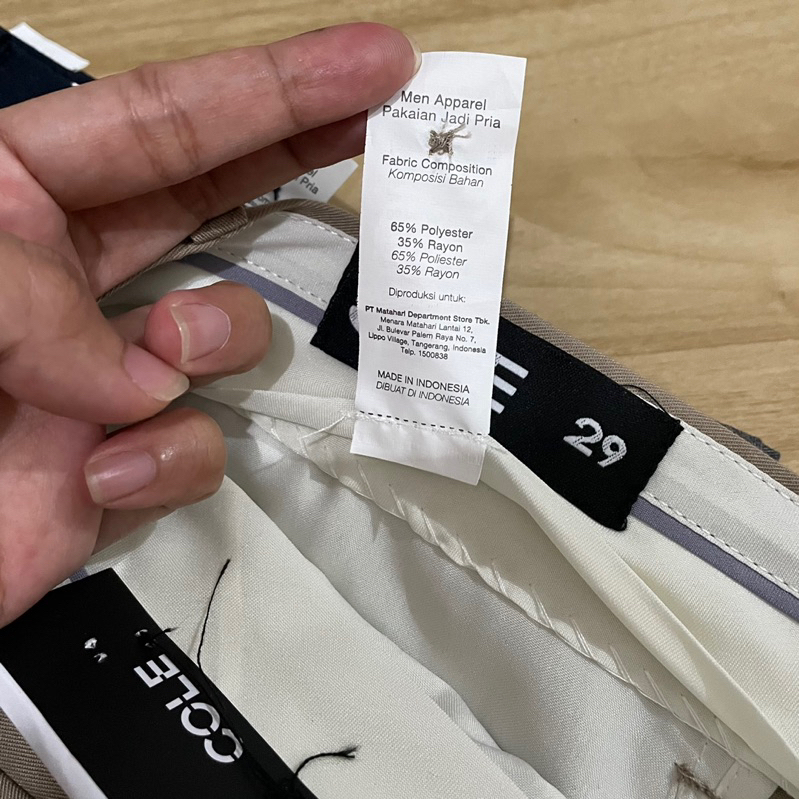 Men Apparel
Pakaian Jadi Pria
Fabric Composition
Komposisi Bahan
65% Polyester
35% Rayon
65% Poliester
35% Rayon
Diproduksi untuk:
PT Matahari Department Store Tbk.
Menara Matahari Lantai 12,
Jl. Bulevar Palem Raya No. 7,
Lippo Village, Tangerang, Indonesia
Talp. 1500838
MADE IN INDONESIA
DIBUAT DI INDONESIA
E
29
Pria
COLE